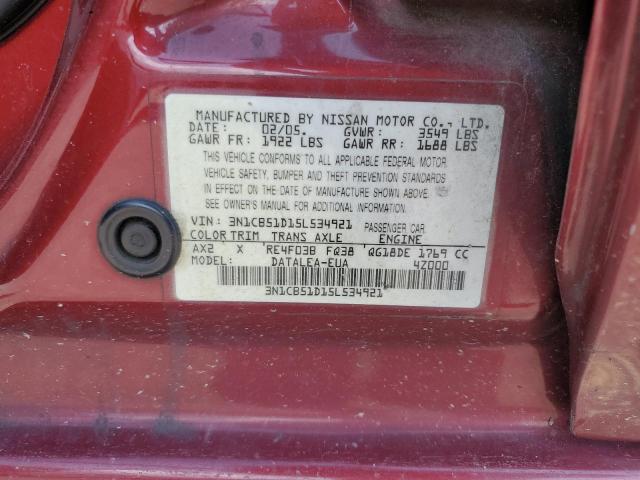 MANUFACTURED BY NISSAN MOTOR CO., LTD.
DATE: 02/05. GVWR: 3549 LBS
GAWR FR: 1922 LBS GAWR RR: 1688 LBS
THIS VEHICLE CONFORMS TO ALL APPLICABLE FEDERAL MOTOR
VEHICLE SAFETY, BUMPER AND THEFT PREVENTION STANDARDS
IN EFFECT ON THE DATE OF MANUFACTURE SHOWN ABOVE.
SEE OWNER'S MANUAL FOR ADDITIONAL INFORMATION.
VIN: 3N1CB51D15L534921 PASSENGER CAR
COLOR TRIM TRANS AXLE ENGINE
AX2 X RE4F03B FQ38 QG18DE 1769 CC
MODEL: DATALEA-EUA 4Z000
3N1CB51D15L534921